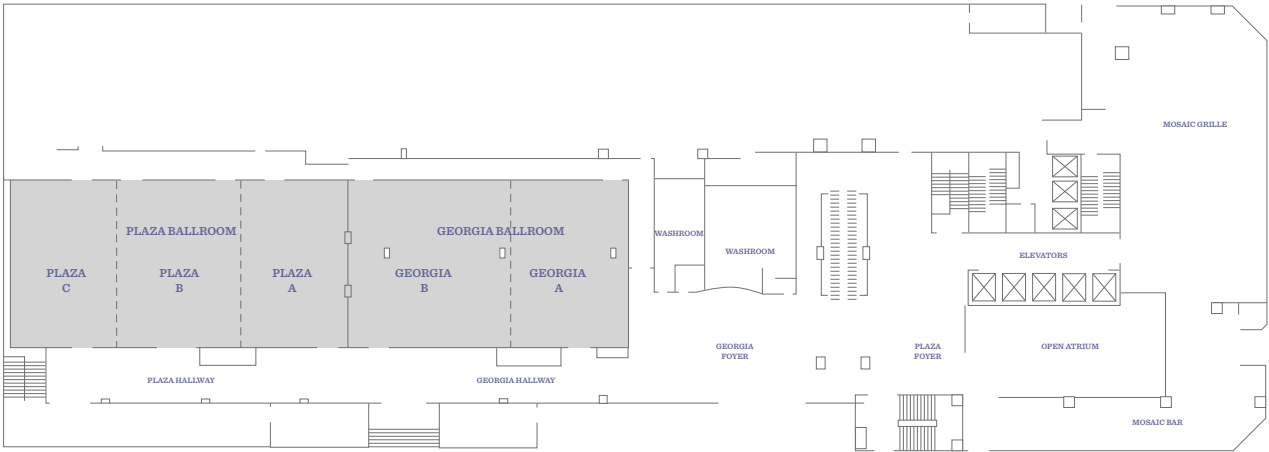 MOSAIC GRILLE
PLAZA BALLROOM
GEORGIA BALLROOM
WASHROOM
WASHROOM
ELEVATORS
PLAZA
C
PLAZA
B
PLAZA
A
GEORGIA
B
GEORGIA
A
GEORGIA
FOYER
PLAZA
FOYER
OPEN ATRIUM
PLAZA HALLWAY
GEORGIA HALLWAY
MOSAIC BAR